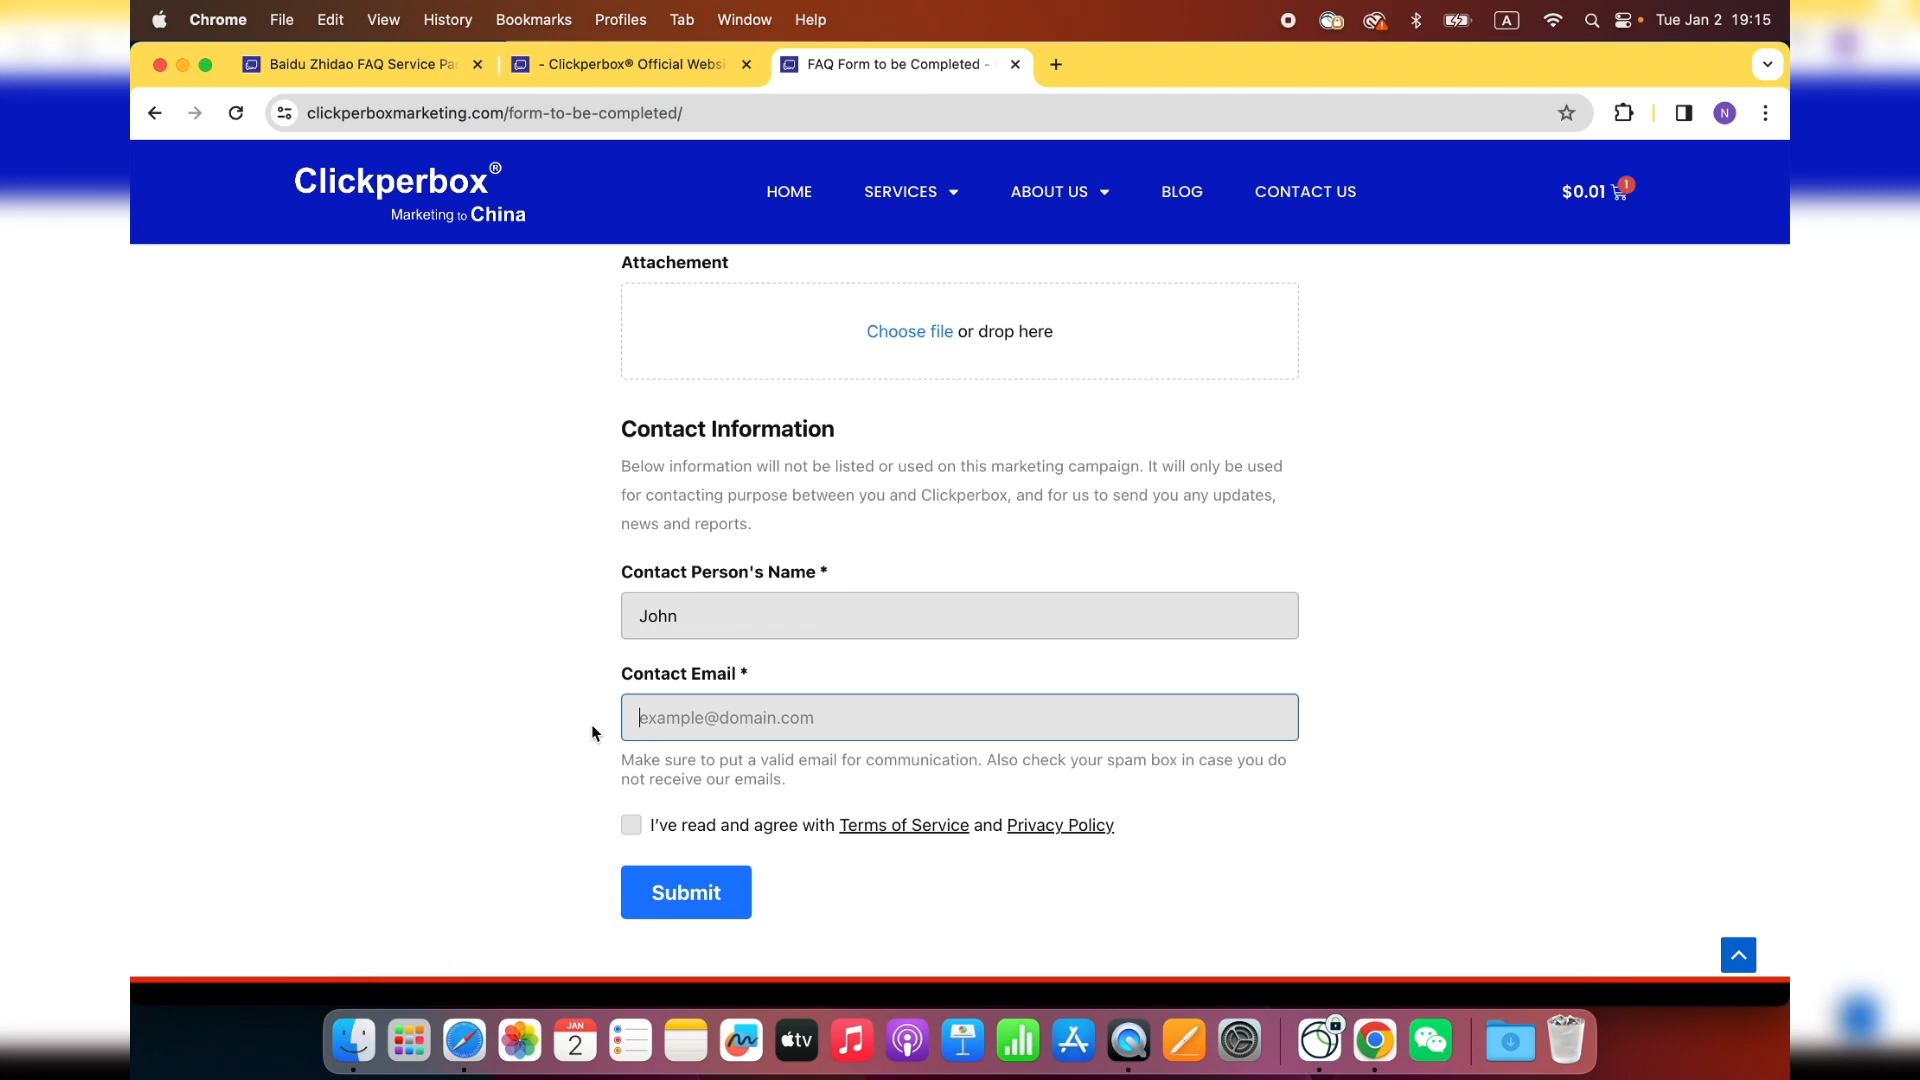 Chrome File Edit View History Bookmarks Profiles Tab Window Help A Tue Jan 2 19:15
Baidu Zhidao FAQ Service Pa - Clickperbox® Official Websi FAQ Form to be Completed -
clickperboxmarketing.com/form-to-be-completed/ N
Clickperbox®
Marketing to China
HOME SERVICES ABOUT US BLOG CONTACT US $0.01 1
Attachement
Choose file or drop here
Contact Information
Below information will not be listed or used on this marketing campaign. It will only be used
for contacting purpose between you and Clickperbox, and for us to send you any updates,
news and reports.
Contact Person's Name *
John
Contact Email *
example@domain.com
Make sure to put a valid email for communication. Also check your spam box in case you do
not receive our emails.
I've read and agree with Terms of Service and Privacy Policy
Submit
JAN
2
tv